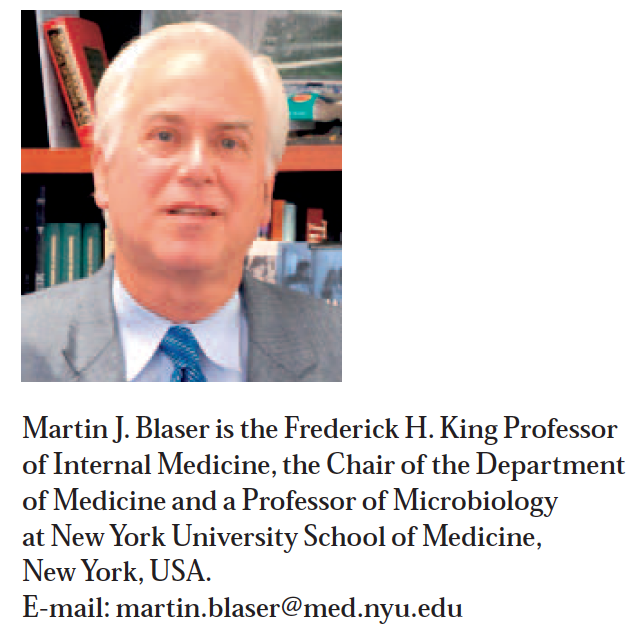 Martin J. Blaser is the Frederick H. King Professor
of Internal Medicine, the Chair of the Department
of Medicine and a Professor of Microbiology
at New York University School of Medicine,
New York, USA.
E-mail: martin.blaser@med.nyu.edu